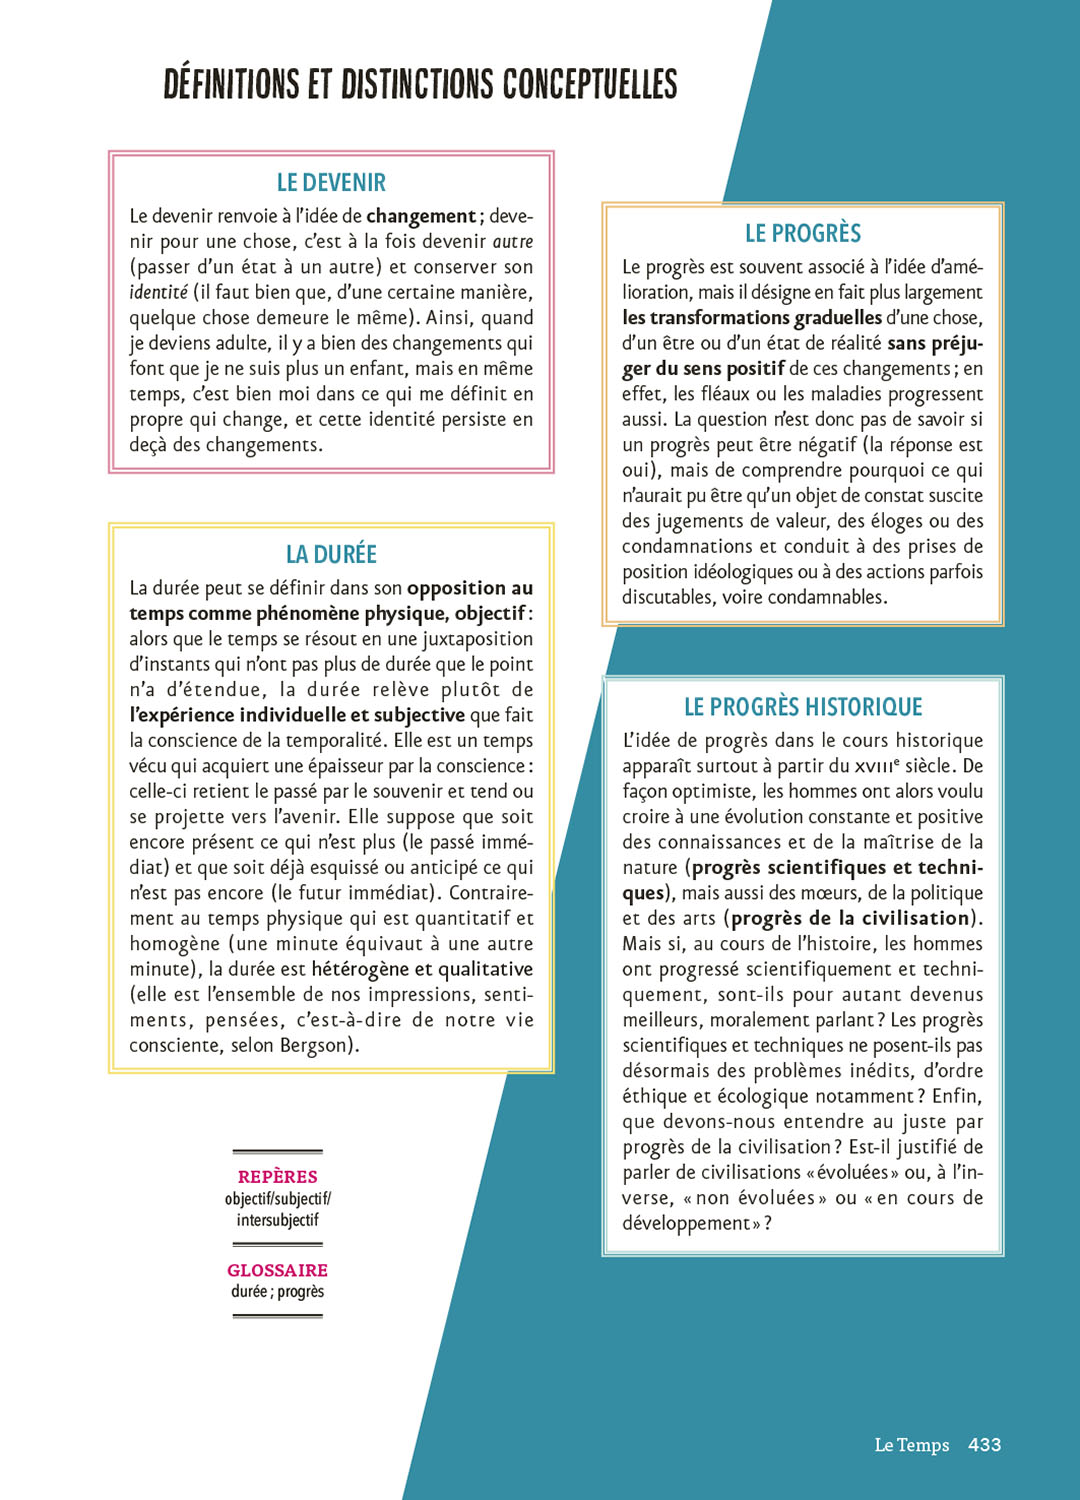 DÉFINITIONS ET DISTINCTIONS CONCEPTUELLES
LE DEVENIR
Le devenir renvoie à l'idée de changement ; deve-
nir pour une chose, c'est à la fois devenir autre
(passer d'un état à un autre) et conserver son
identité (il faut bien que, d'une certaine manière,
quelque chose demeure le même). Ainsi, quand
je deviens adulte, il y a bien des changements qui
font que je ne suis plus un enfant, mais en même
temps, c'est bien moi dans ce qui me définit en
propre qui change, et cette identité persiste en
deçà des changements.
LA DURÉE
La durée peut se définir dans son opposition au
temps comme phénomène physique, objectif :
alors que le temps se résout en une juxtaposition
d'instants qui n'ont pas plus de durée que le point
n'a d'étendue, la durée relève plutôt de
l'expérience individuelle et subjective que fait
la conscience de la temporalité. Elle est un temps
vécu qui acquiert une épaisseur par la conscience :
celle-ci retient le passé par le souvenir et tend ou
se projette vers l'avenir. Elle suppose que soit
encore présent ce qui n'est plus (le passé immé-
diat) et que soit déjà esquissé ou anticipé ce qui
n'est pas encore (le futur immédiat). Contraire-
ment au temps physique qui est quantitatif et
homogène (une minute équivaut à une autre
minute), la durée est hétérogène et qualitative
(elle est l'ensemble de nos impressions, senti-
ments, pensées, c'est-à-dire de notre vie
consciente, selon Bergson).
REPÈRES
objectif/subjectif/
intersubjectif
GLOSSAIRE
durée ; progrès
LE PROGRÈS
Le progrès est souvent associé à l'idée d'amé-
lioration, mais il désigne en fait plus largement
les transformations graduelles d'une chose,
d'un être ou d'un état de réalité sans préju-
ger du sens positif de ces changements ; en
effet, les fléaux ou les maladies progressent
aussi. La question n'est donc pas de savoir si
un progrès peut être négatif (la réponse est
oui), mais de comprendre pourquoi ce qui
n'aurait pu être qu'un objet de constat suscite
des jugements de valeur, des éloges ou des
condamnations et conduit à des prises de
position idéologiques ou à des actions parfois
discutables, voire condamnables.
LE PROGRÈS HISTORIQUE
L'idée de progrès dans le cours historique
apparaît surtout à partir du XVIIIe siècle. De
façon optimiste, les hommes ont alors voulu
croire à une évolution constante et positive
des connaissances et de la maîtrise de la
nature (progrès scientifiques et techni-
ques), mais aussi des mœurs, de la politique
et des arts (progrès de la civilisation).
Mais si, au cours de l'histoire, les hommes
ont progressé scientifiquement et techni-
quement, sont-ils pour autant devenus
meilleurs, moralement parlant ? Les progrès
scientifiques et techniques ne posent-ils pas
désormais des problèmes inédits, d'ordre
éthique et écologique notamment ? Enfin,
que devons-nous entendre au juste par
progrès de la civilisation ? Est-il justifié de
parler de civilisations « évoluées » ou, à l'in-
verse, « non évoluées » ou « en cours de
développement » ?
Le Temps 433